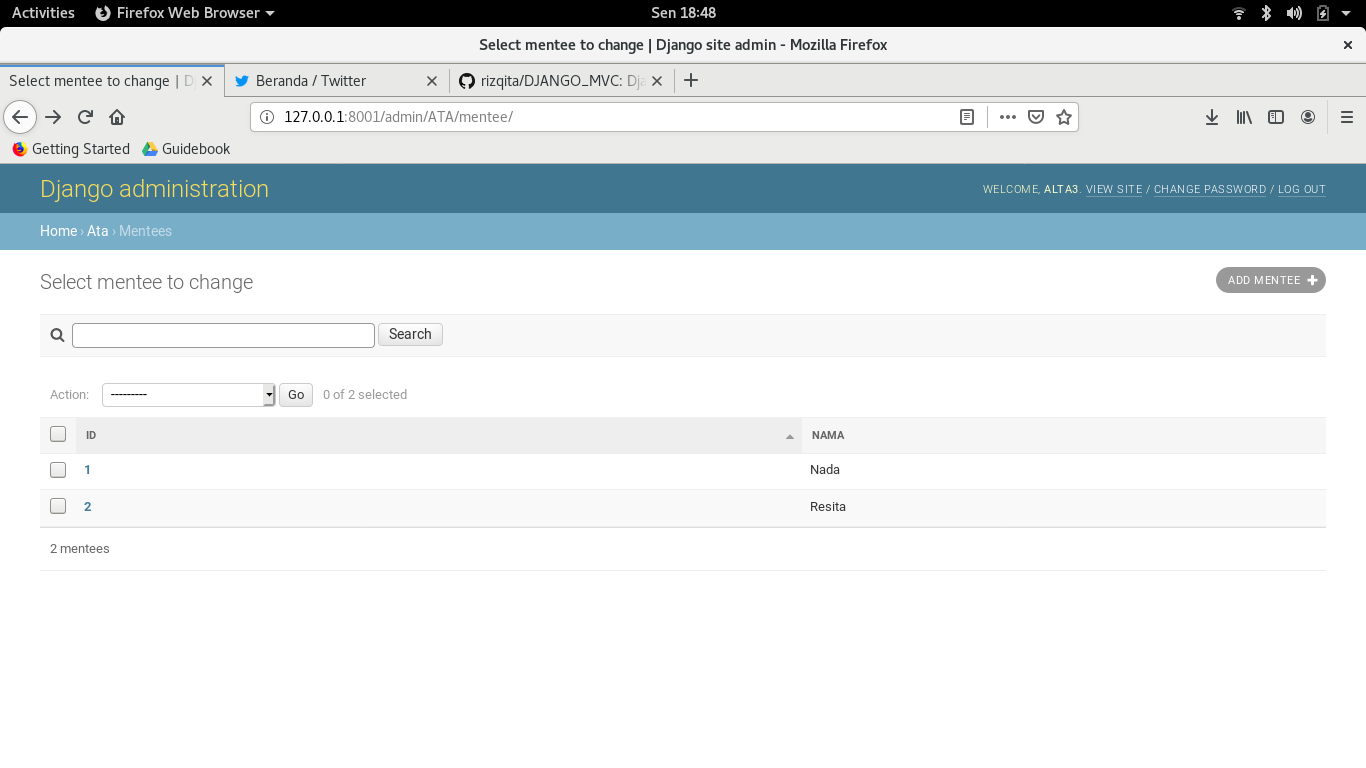 Activities Firefox Web Browser Sen 18:48
Select mentee to change | Django site admin - Mozilla Firefox
Select mentee to change | D Beranda / Twitter rizqita/DJANGO_MVC: Dja
127.0.0.1:8001/admin/ATA/mentee/
Getting Started Guidebook
Django administration WELCOME, ALTA3. VIEW SITE / CHANGE PASSWORD / LOG OUT
Home › Ata › Mentees
Select mentee to change ADD MENTEE
Search
Action: --------- Go 0 of 2 selected
ID NAMA
1 Nada
2 Resita
2 mentees